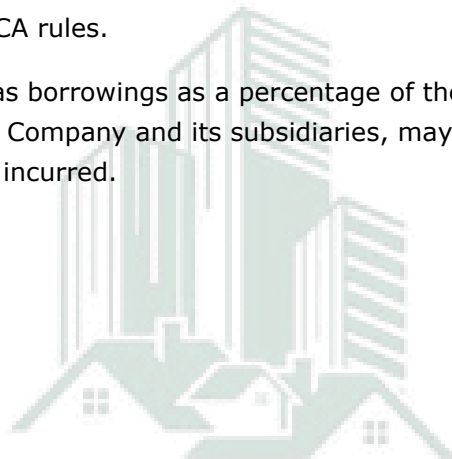 CA rules.
as borrowings as a percentage of the
Company and its subsidiaries, may
incurred.